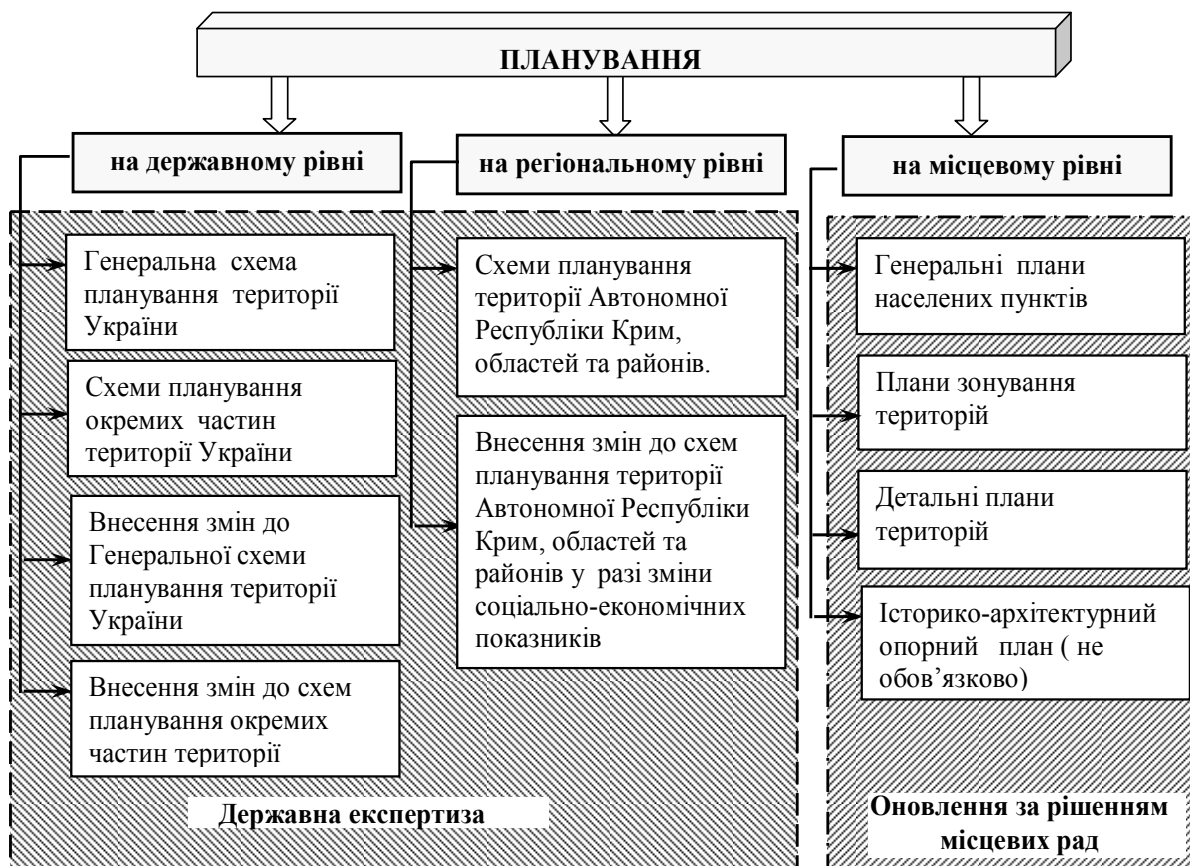 ПЛАНУВАННЯ
на державному рівні
Генеральна схема
планування території
України
Схеми планування
окремих частин
території України
Внесення змін до
Генеральної схеми
планування території
України
Внесення змін до схем
планування окремих
частин території
на регіональному рівні
Схеми планування
території Автономної
Республіки Крим,
областей та районів.
Внесення змін до схем
планування території
Автономної Республіки
Крим, областей та
районів у разі зміни
соціально-економічних
показників
Державна експертиза
на місцевому рівні
Генеральні плани
населених пунктів
Плани зонування
територій
Детальні плани
територій
Історико-архітектурний
опорний план ( не
обов’язково)
Оновлення за рішенням
місцевих рад